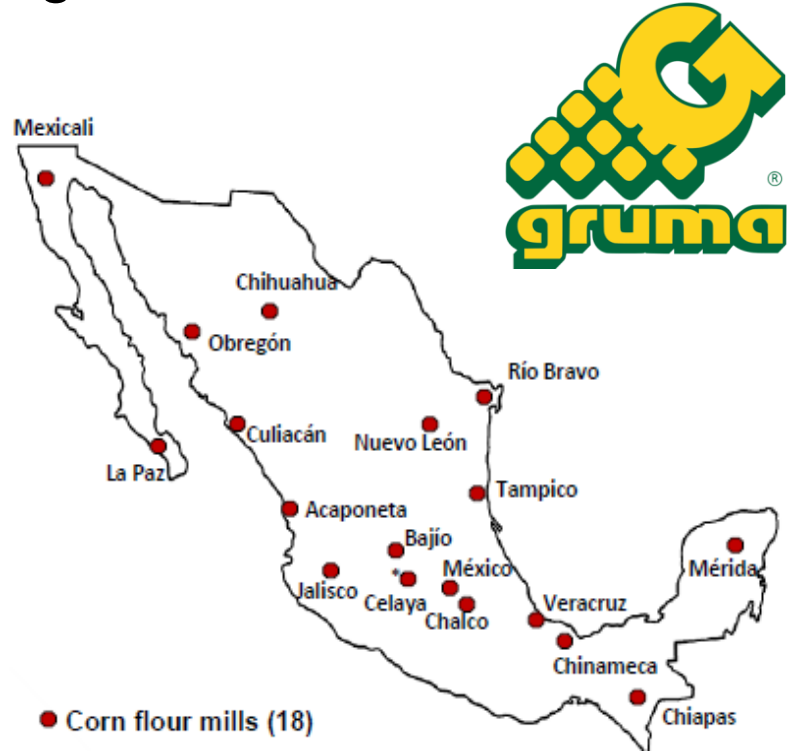 gruma
®
Mexicali
Chihuahua
Obregón
Río Bravo
Culiacán
Nuevo León
La Paz
Tampico
Acaponeta
Bajío
Jalisco
*
Celaya
México
Chalco
Mérida
Veracruz
Chinameca
Chiapas
Corn flour mills (18)